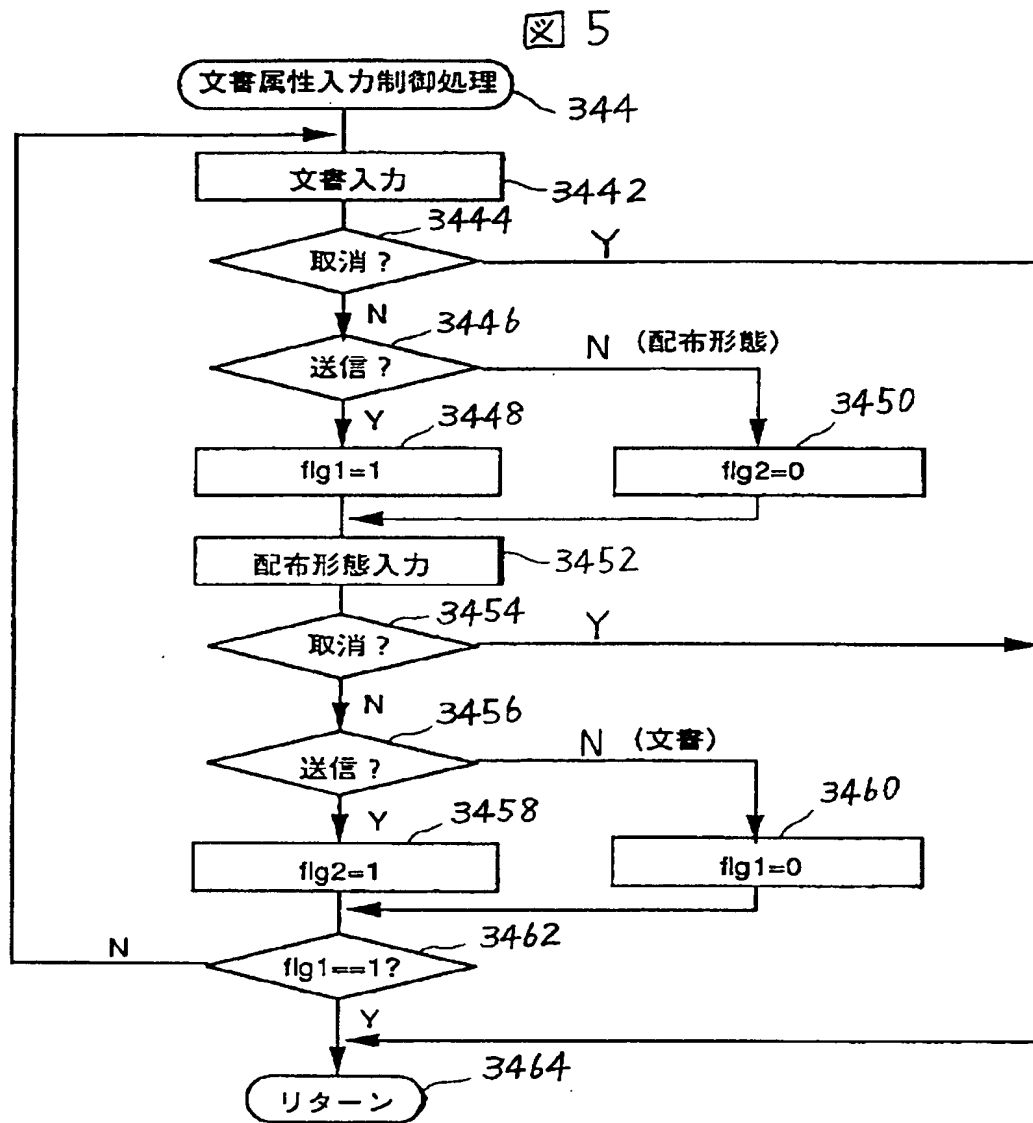 図 5
文書属性入力制御処理
344
文書入力
3442
3444
取消?
Y
N
3446
送信?
N (配布形態)
Y
3448
3450
flg1=1
flg2=0
配布形態入力
3452
3454
取消?
Y
N
3456
送信?
N (文書)
Y
3458
3460
flg2=1
flg1=0
3462
N
flg1==1?
Y
3464
リターン